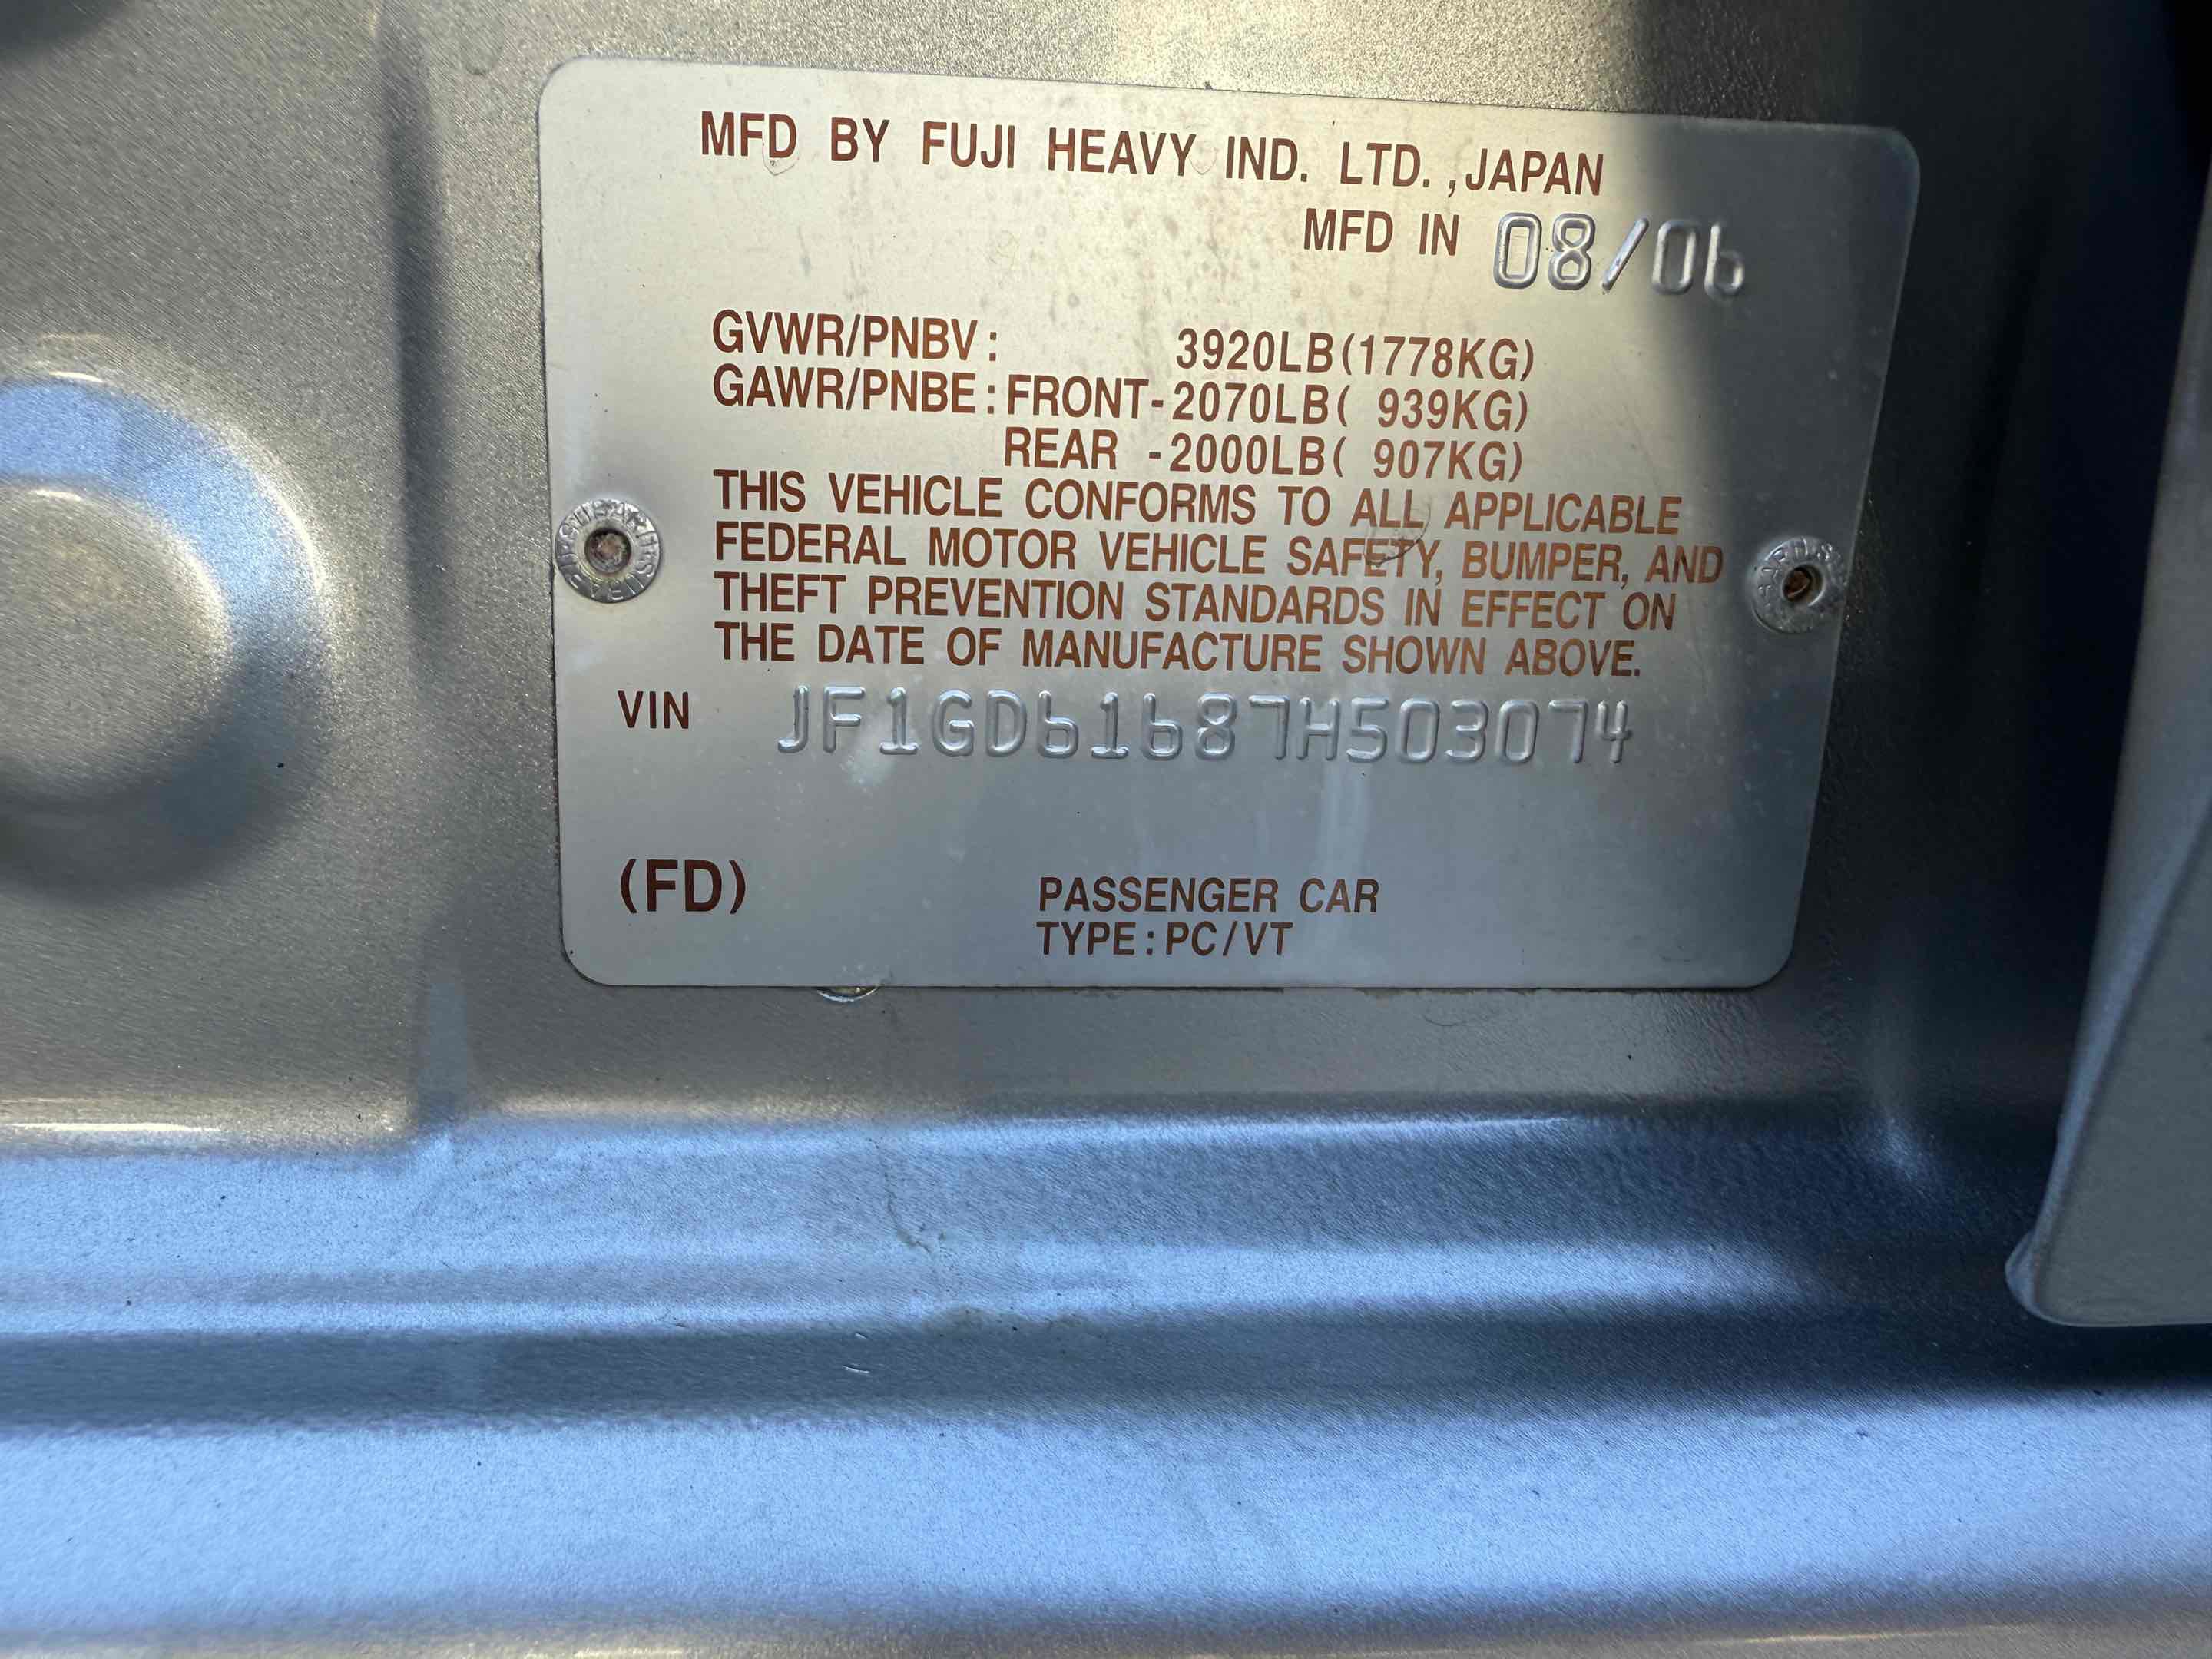 MFD BY FUJI HEAVY IND. LTD.,JAPAN
MFD IN 08/06
GVWR/PNBV: 3920LB(1778KG)
GAWR/PNBE:FRONT-2070LB( 939KG)
REAR -2000LB( 907KG)
THIS VEHICLE CONFORMS TO ALL APPLICABLE
FEDERAL MOTOR VEHICLE SAFETY, BUMPER, AND
THEFT PREVENTION STANDARDS IN EFFECT ON
THE DATE OF MANUFACTURE SHOWN ABOVE.
VIN JF1GD61687H503074
(FD)
PASSENGER CAR
TYPE:PC/VT